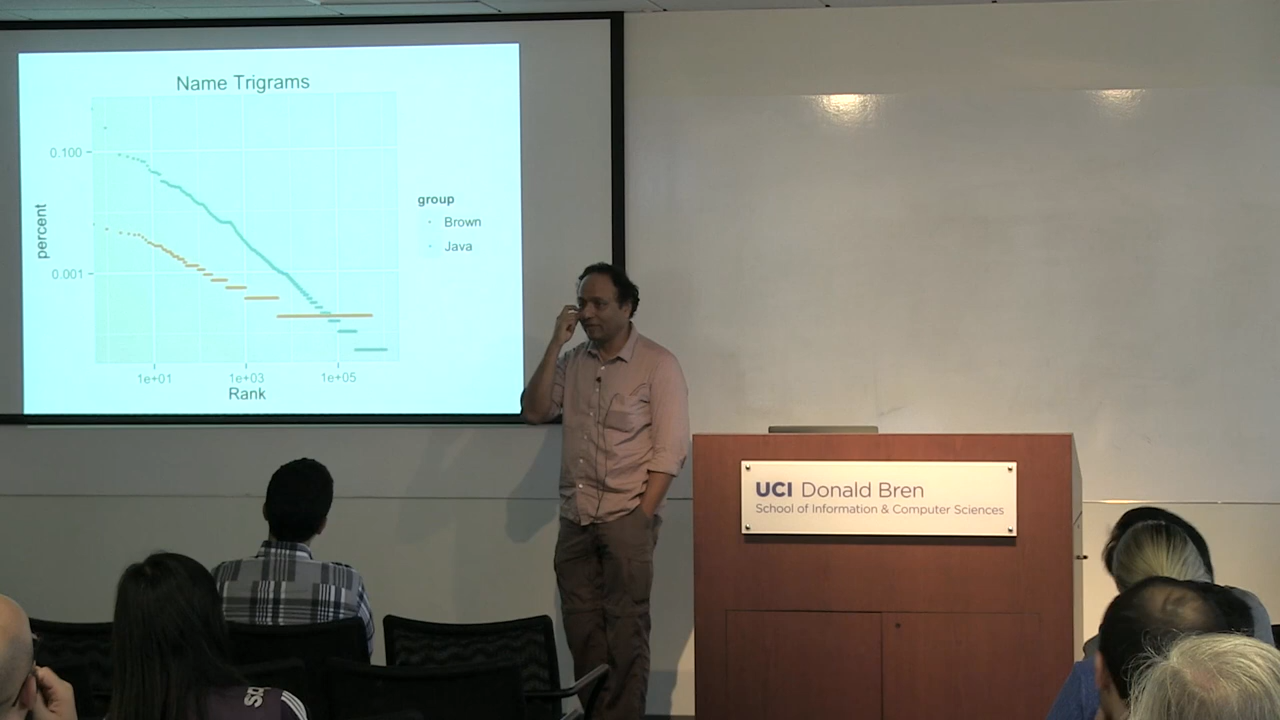 Name Trigrams
0.100
percent
0.001
1e+01
1e+03
1e+05
Rank
group
Brown
Java
UCI Donald Bren
School of Information & Computer Sciences